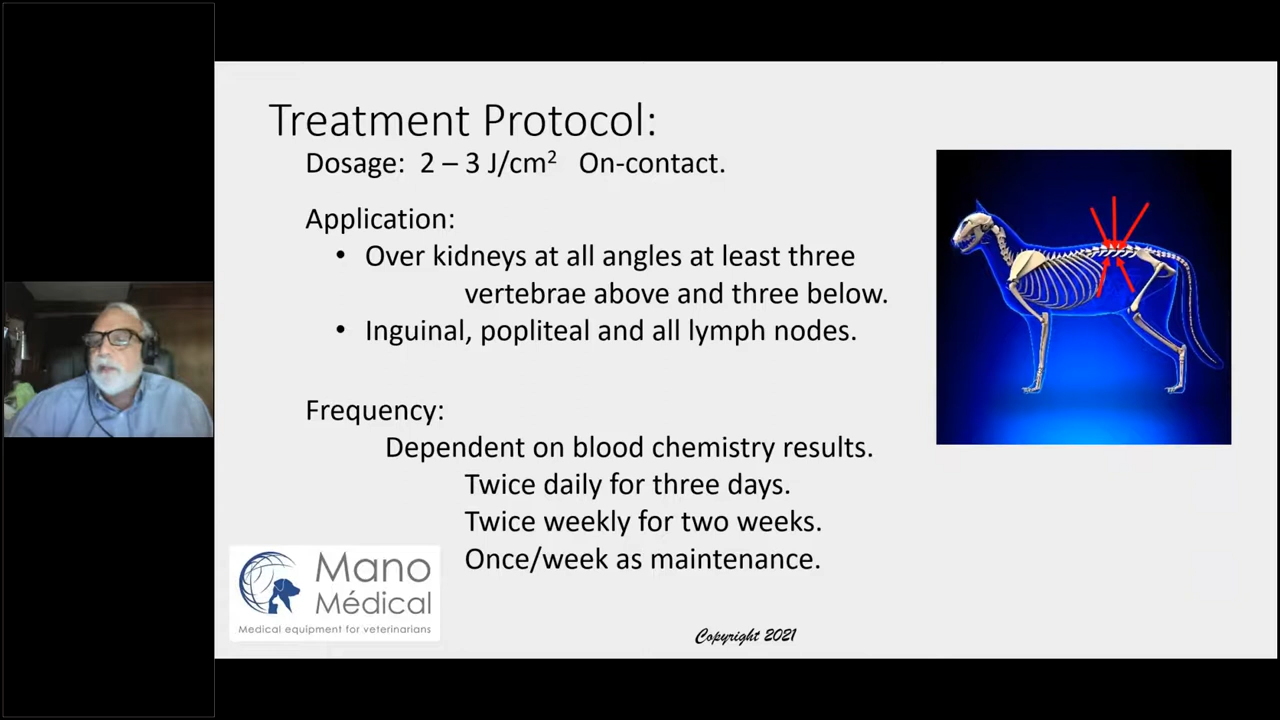 Treatment Protocol:
Dosage: 2 – 3 J/cm² On-contact.
Application:
• Over kidneys at all angles at least three
vertebrae above and three below.
• Inguinal, popliteal and all lymph nodes.
Frequency:
Dependent on blood chemistry results.
Twice daily for three days.
Twice weekly for two weeks.
Once/week as maintenance.
Mano
Médical
Medical equipment for veterinarians
Copyright 2021